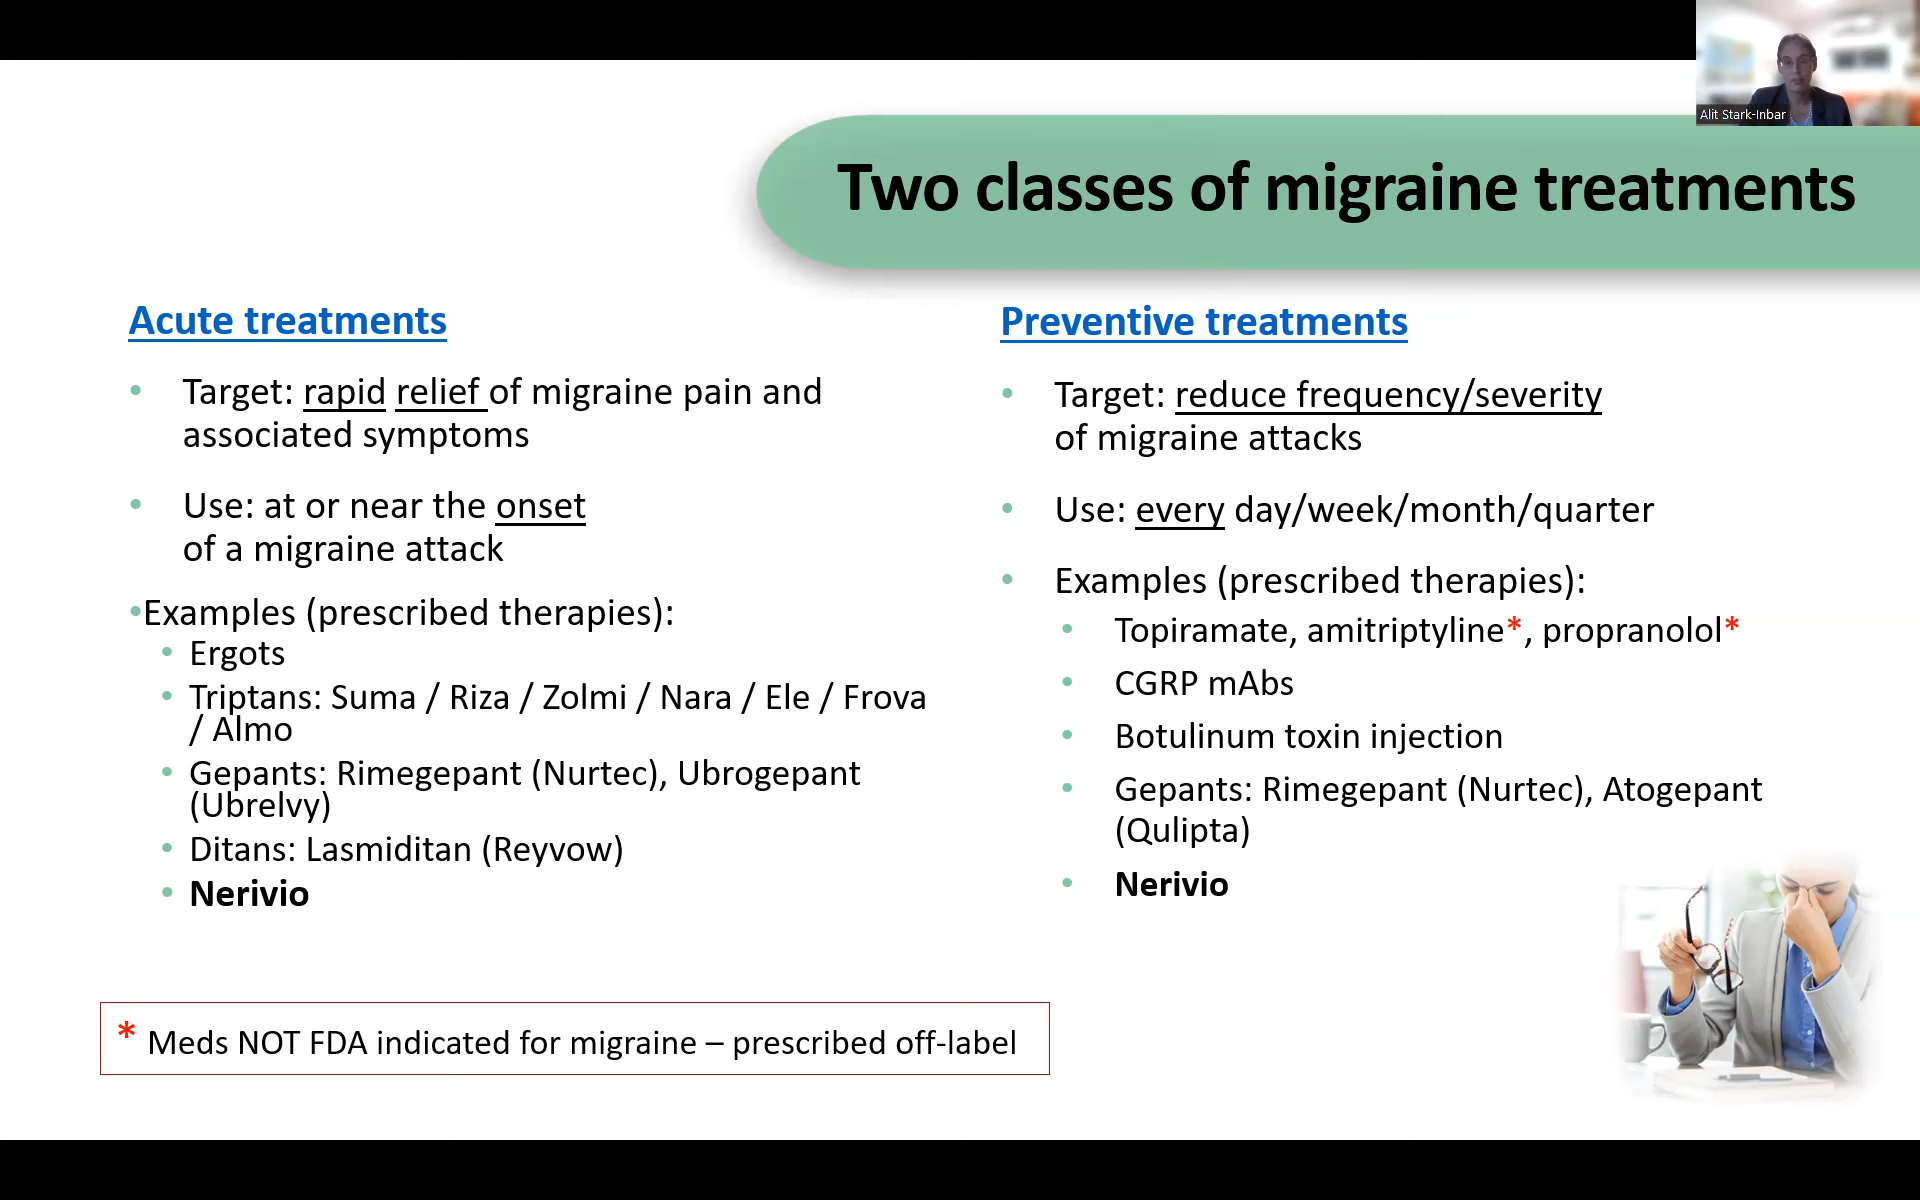 Alit Stark-Inbar
Two classes of migraine treatments
Acute treatments
• Target: rapid relief of migraine pain and
associated symptoms
• Use: at or near the onset
of a migraine attack
•Examples (prescribed therapies):
• Ergots
• Triptans: Suma / Riza / Zolmi / Nara / Ele / Frova
/ Almo
• Gepants: Rimegepant (Nurtec), Ubrogepant
(Ubrelvy)
• Ditans: Lasmiditan (Reyvow)
• Nerivio
Preventive treatments
• Target: reduce frequency/severity
of migraine attacks
• Use: every day/week/month/quarter
• Examples (prescribed therapies):
• Topiramate, amitriptyline*, propranolol*
• CGRP mAbs
• Botulinum toxin injection
• Gepants: Rimegepant (Nurtec), Atogepant
(Qulipta)
• Nerivio
* Meds NOT FDA indicated for migraine – prescribed off-label